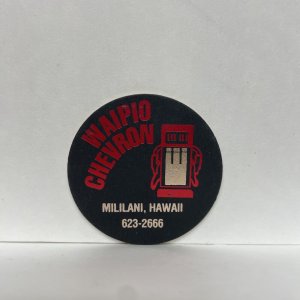 WAIPIO
CHEVRON
MILILANI, HAWAII
623-2666